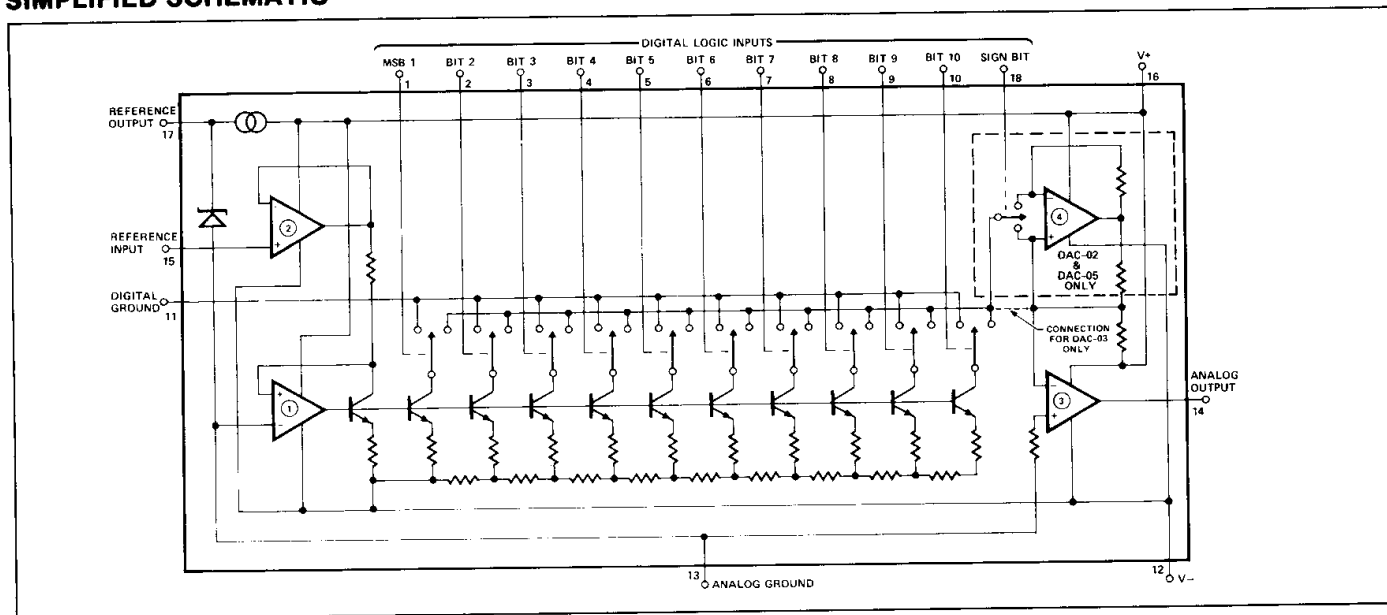 SIMPLIFIED SCHEMATIC
DIGITAL LOGIC INPUTS
MSB 1 BIT 2 BIT 3 BIT 4 BIT 5 BIT 6 BIT 7 BIT 8 BIT 9 BIT 10 SIGN BIT V+
1 2 3 4 5 6 7 8 9 10 18 16
REFERENCE
OUTPUT
17
REFERENCE
INPUT
15
DIGITAL
GROUND
11
- 2 +
- 4 +
DAC-02
&
DAC-05
ONLY
CONNECTION
FOR DAC-03
ONLY
+ 1 -
- 3 +
ANALOG
OUTPUT
14
13 ANALOG GROUND
12 V-